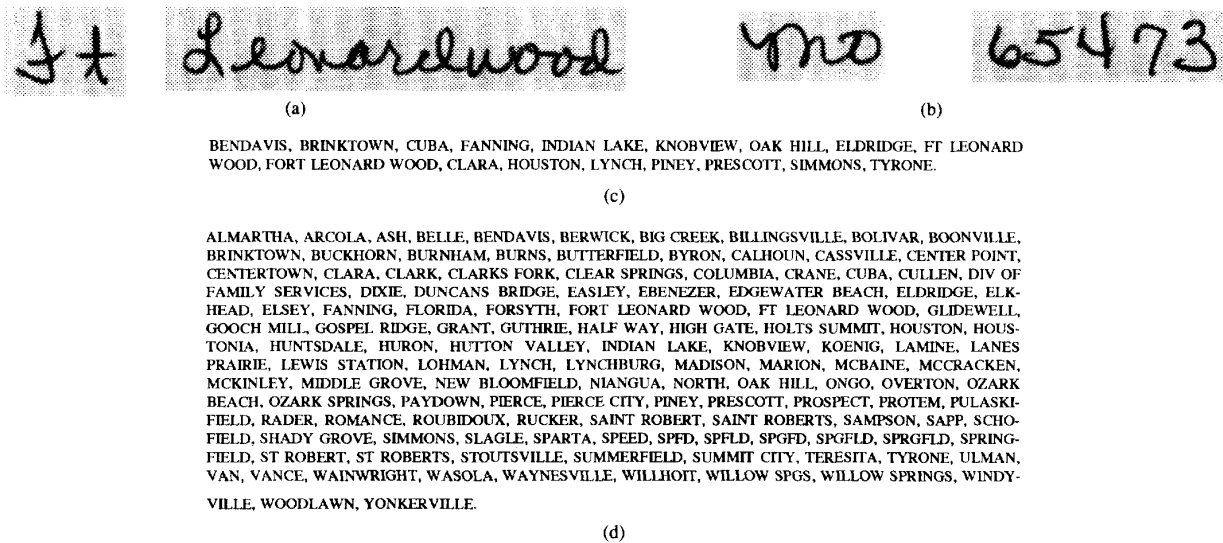 Ft Leonardwood Mo 65473
(a) (b)
BENDAVIS, BRINKTOWN, CUBA, FANNING, INDIAN LAKE, KNOBVIEW, OAK HILL, ELDRIDGE, FT LEONARD
WOOD, FORT LEONARD WOOD, CLARA, HOUSTON, LYNCH, PINEY, PRESCOTT, SIMMONS, TYRONE.
(c)
ALMARTHA, ARCOLA, ASH, BELLE, BENDAVIS, BERWICK, BIG CREEK, BILLINGSVILLE, BOLIVAR, BOONVILLE,
BRINKTOWN, BUCKHORN, BURNHAM, BURNS, BUTTERFIELD, BYRON, CALHOUN, CASSVILLE, CENTER POINT,
CENTERTOWN, CLARA, CLARK, CLARKS FORK, CLEAR SPRINGS, COLUMBIA, CRANE, CUBA, CULLEN, DIV OF
FAMILY SERVICES, DIXIE, DUNCANS BRIDGE, EASLEY, EBENEZER, EDGEWATER BEACH, ELDRIDGE, ELK-
HEAD, ELSEY, FANNING, FLORIDA, FORSYTH, FORT LEONARD WOOD, FT LEONARD WOOD, GLIDEWELL,
GOOCH MILL, GOSPEL RIDGE, GRANT, GUTHRIE, HALF WAY, HIGH GATE, HOLTS SUMMIT, HOUSTON, HOUS-
TONIA, HUNTSDALE, HURON, HUTTON VALLEY, INDIAN LAKE, KNOBVIEW, KOENIG, LAMINE, LANES
PRAIRIE, LEWIS STATION, LOHMAN, LYNCH, LYNCHBURG, MADISON, MARION, MCBAINE, MCCRACKEN,
MCKINLEY, MIDDLE GROVE, NEW BLOOMFIELD, NIANGUA, NORTH, OAK HILL, ONGO, OVERTON, OZARK
BEACH, OZARK SPRINGS, PAYDOWN, PIERCE, PIERCE CITY, PINEY, PRESCOTT, PROSPECT, PROTEM, PULASKI-
FIELD, RADER, ROMANCE, ROUBIDOUX, RUCKER, SAINT ROBERT, SAINT ROBERTS, SAMPSON, SAPP, SCHO-
FIELD, SHADY GROVE, SIMMONS, SLAGLE, SPARTA, SPEED, SPFD, SPFLD, SPGFD, SPGFLD, SPRGFLD, SPRING-
FIELD, ST ROBERT, ST ROBERTS, STOUTSVILLE, SUMMERFIELD, SUMMIT CITY, TERESITA, TYRONE, ULMAN,
VAN, VANCE, WAINWRIGHT, WASOLA, WAYNESVILLE, WILLHOIT, WILLOW SPGS, WILLOW SPRINGS, WINDY-
VILLE, WOODLAWN, YONKERVILLE.
(d)